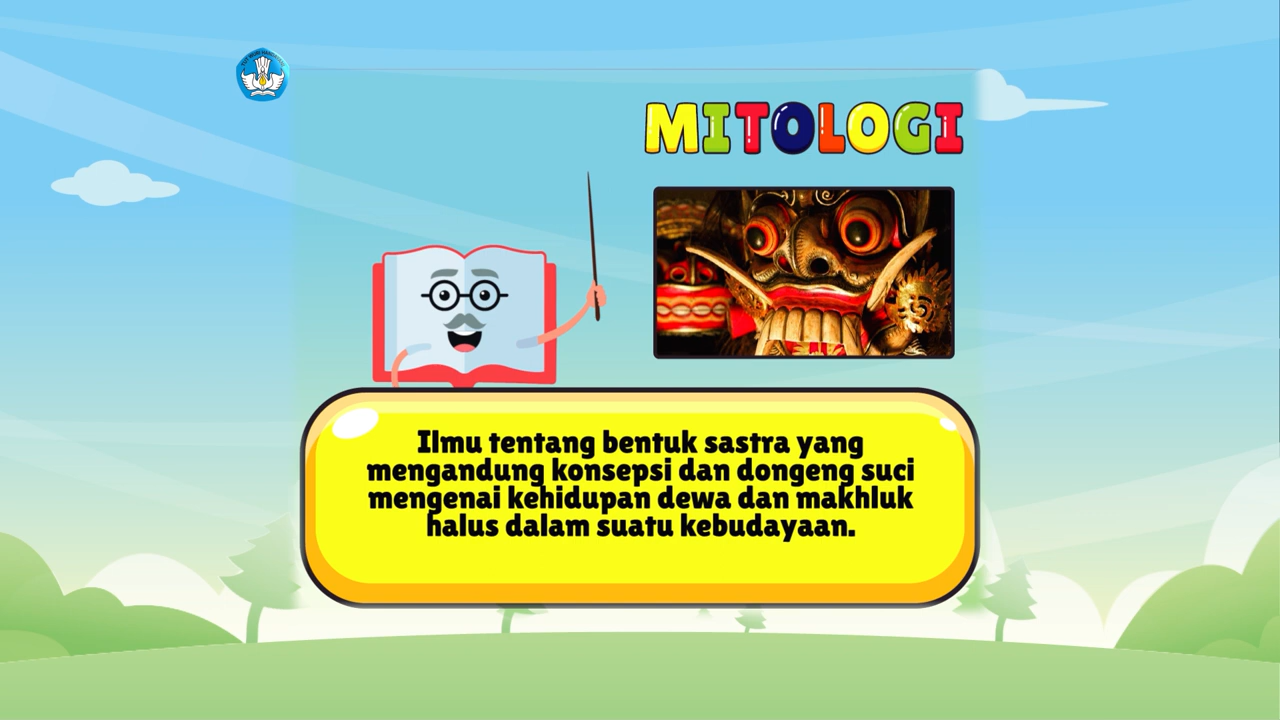 MITOLOGI
Ilmu tentang bentuk sastra yang
mengandung konsepsi dan dongeng suci
mengenai kehidupan dewa dan makhluk
halus dalam suatu kebudayaan.